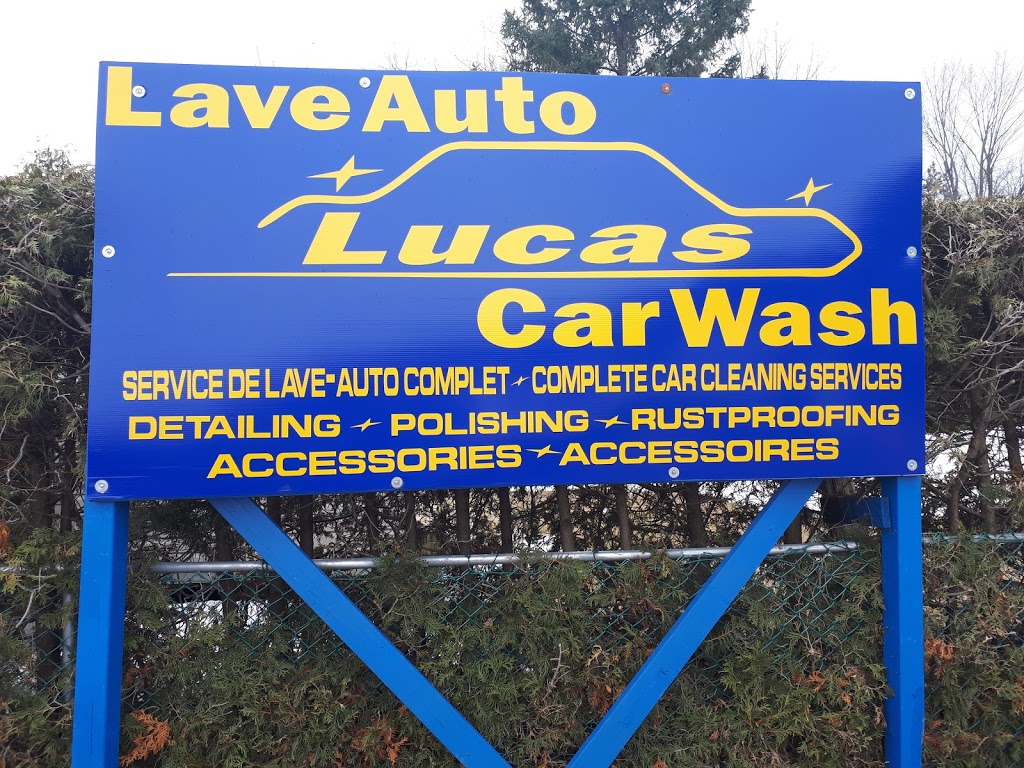 Lave Auto
Lucas
Car Wash
SERVICE DE LAVE-AUTO COMPLET - COMPLETE CAR CLEANING SERVICES
DETAILING - POLISHING - RUSTPROOFING
ACCESSORIES - ACCESSOIRES